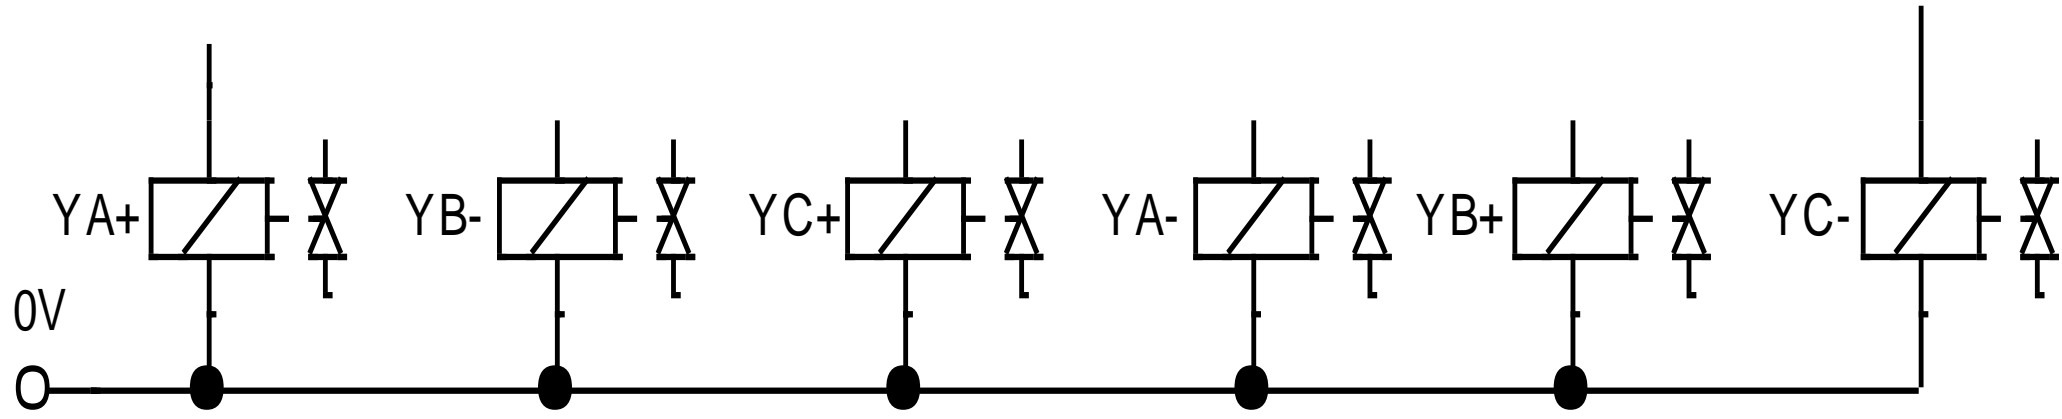 YA+ YB- YC+ YA- YB+ YC-
0V